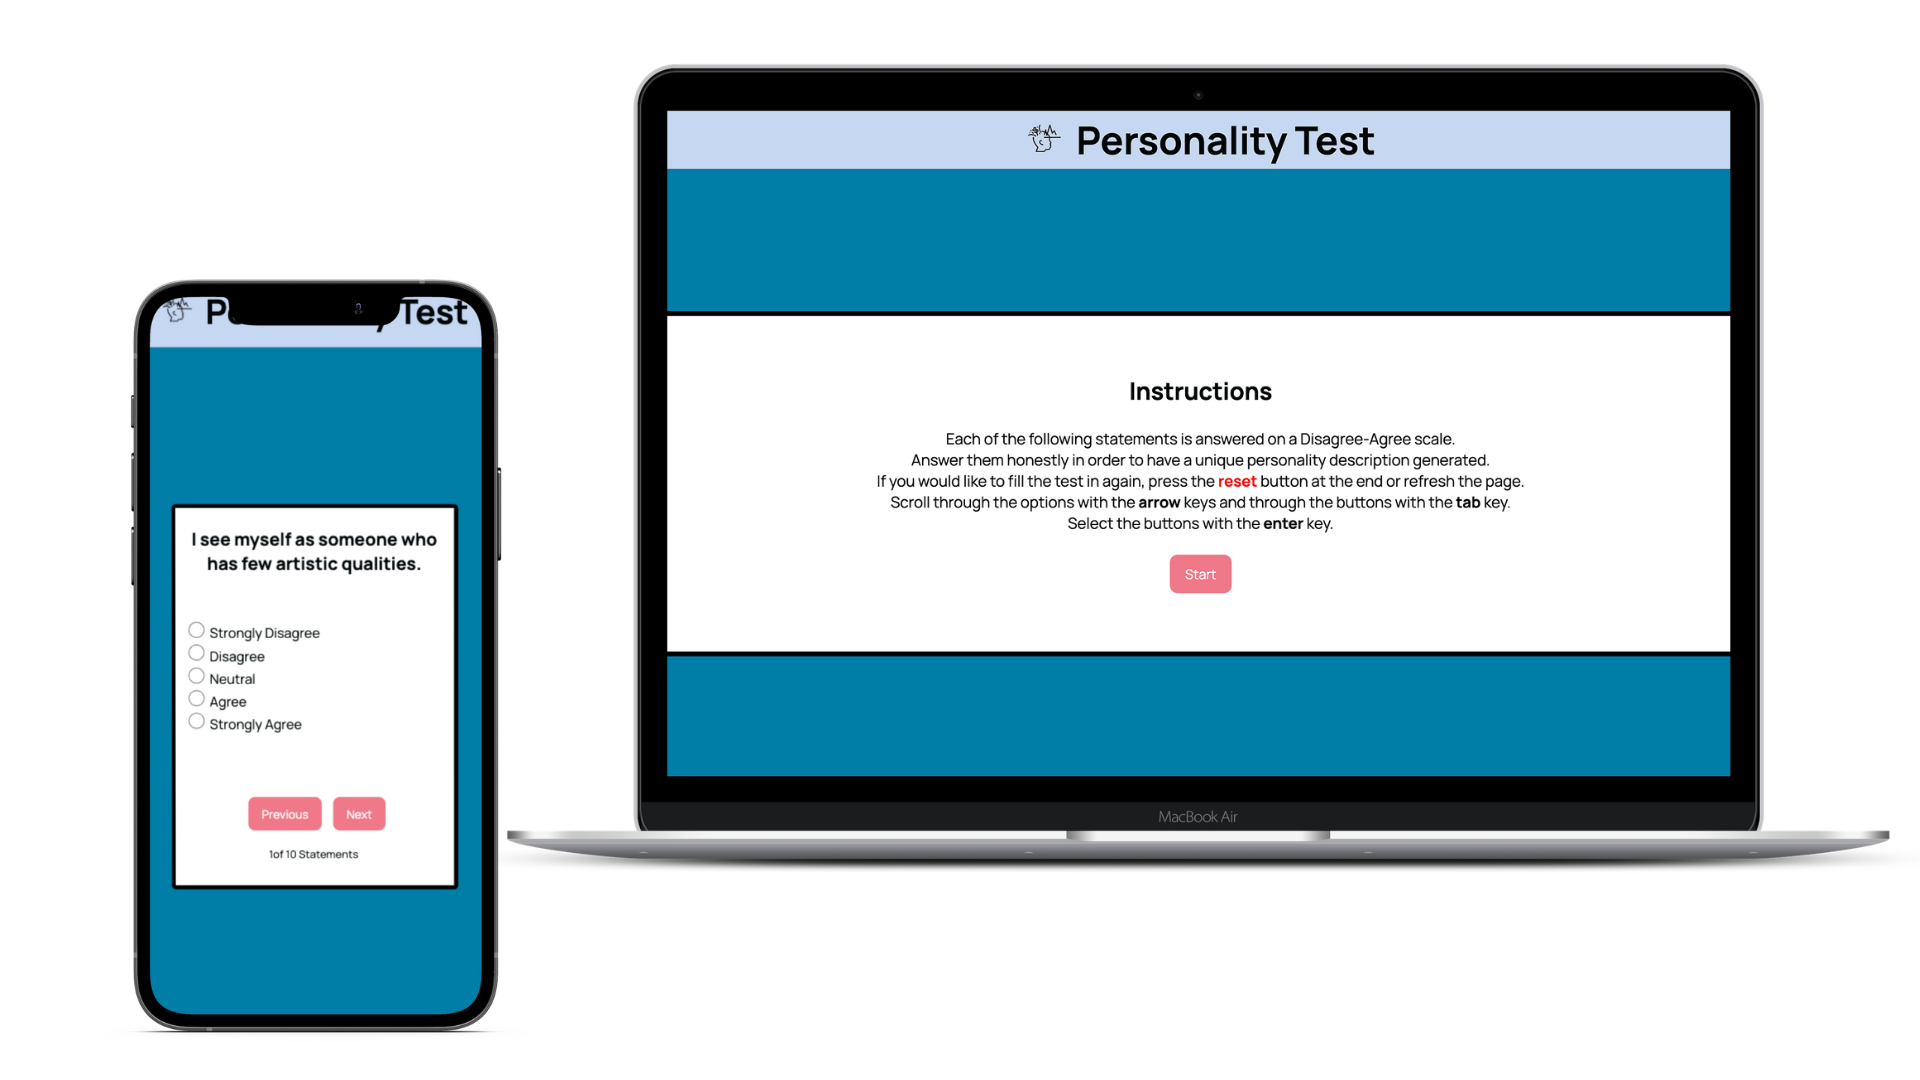 Personality Test
Instructions
Each of the following statements is answered on a Disagree-Agree scale.
Answer them honestly in order to have a unique personality description generated.
If you would like to fill the test in again, press the reset button at the end or refresh the page.
Scroll through the options with the arrow keys and through the buttons with the tab key.
Select the buttons with the enter key.
Start
MacBook Air
Test
I see myself as someone who
has few artistic qualities.
Strongly Disagree
Disagree
Neutral
Agree
Strongly Agree
Previous Next
1of 10 Statements